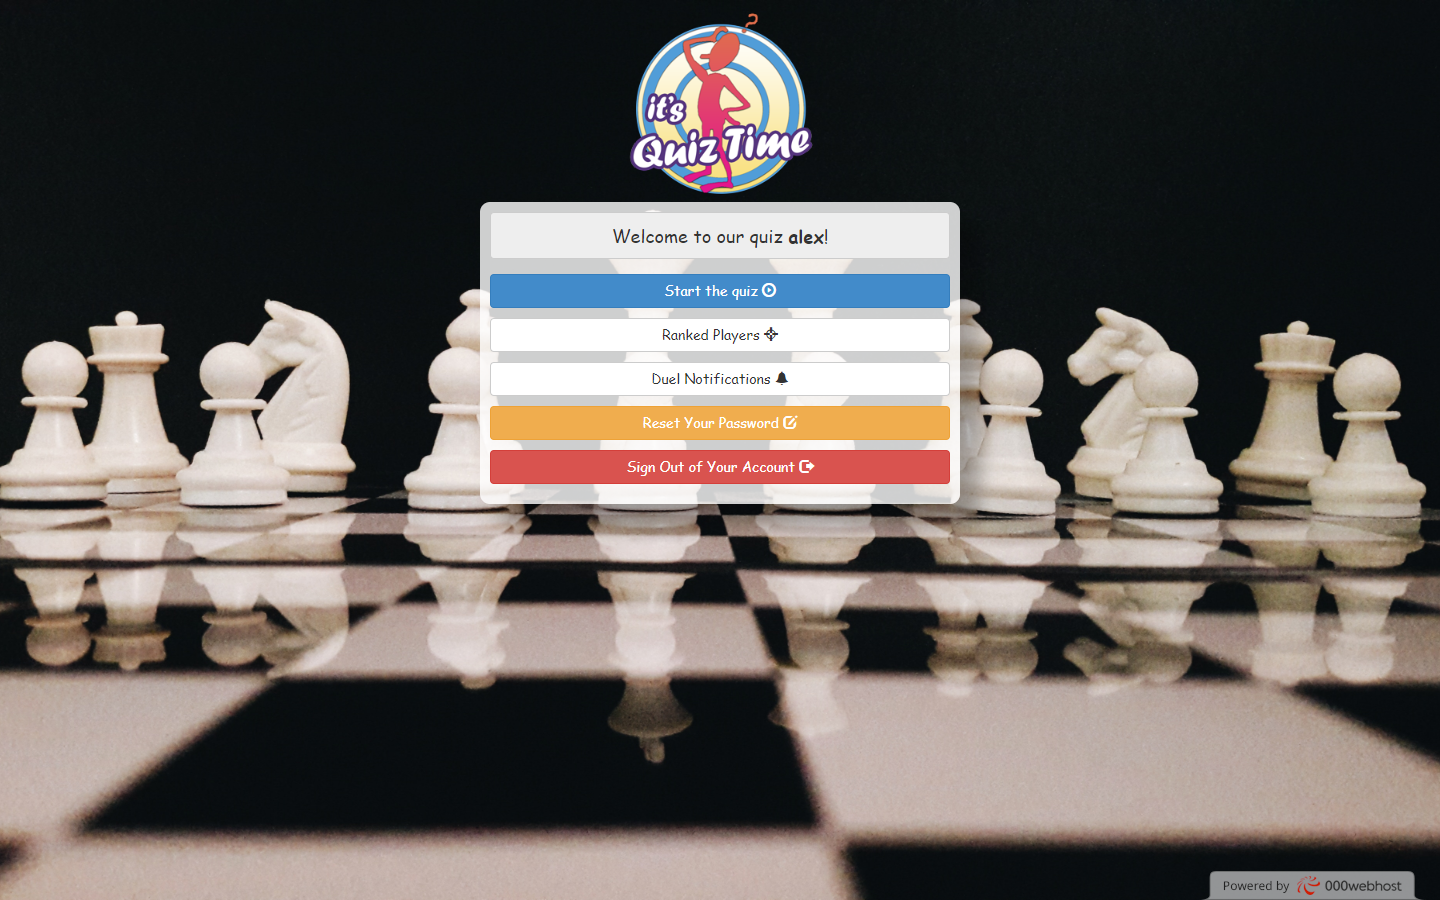 ?
it's
Quiz Time
Welcome to our quiz alex!
Start the quiz
Ranked Players
Duel Notifications
Reset Your Password
Sign Out of Your Account
Powered by 000webhost